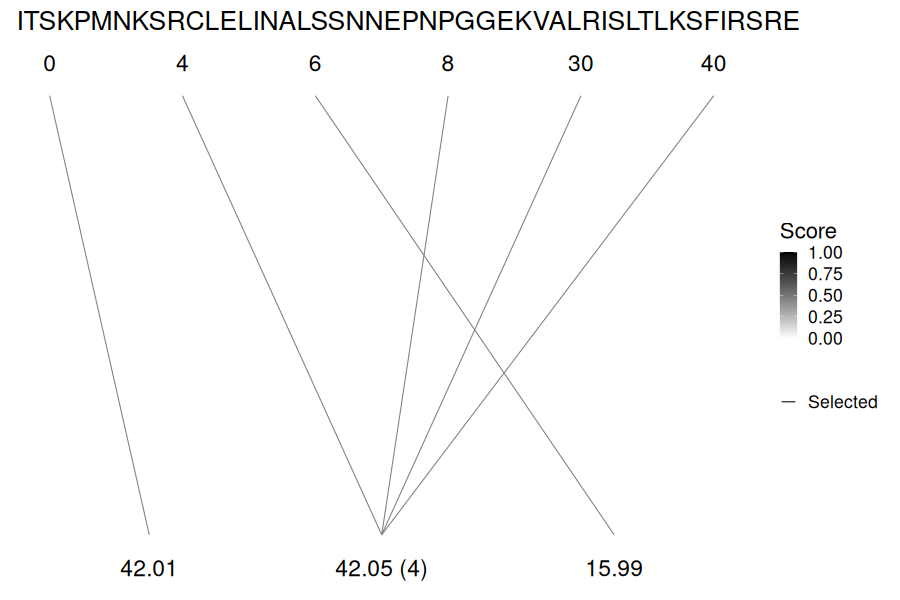 ITSKPMNKSRCLELINALSSNNEPNPGGEKVALRISLTLKSFIRSRE
0 4 6 8 30 40
Score
1.00
0.75
0.50
0.25
0.00
Selected
42.01 42.05 (4) 15.99